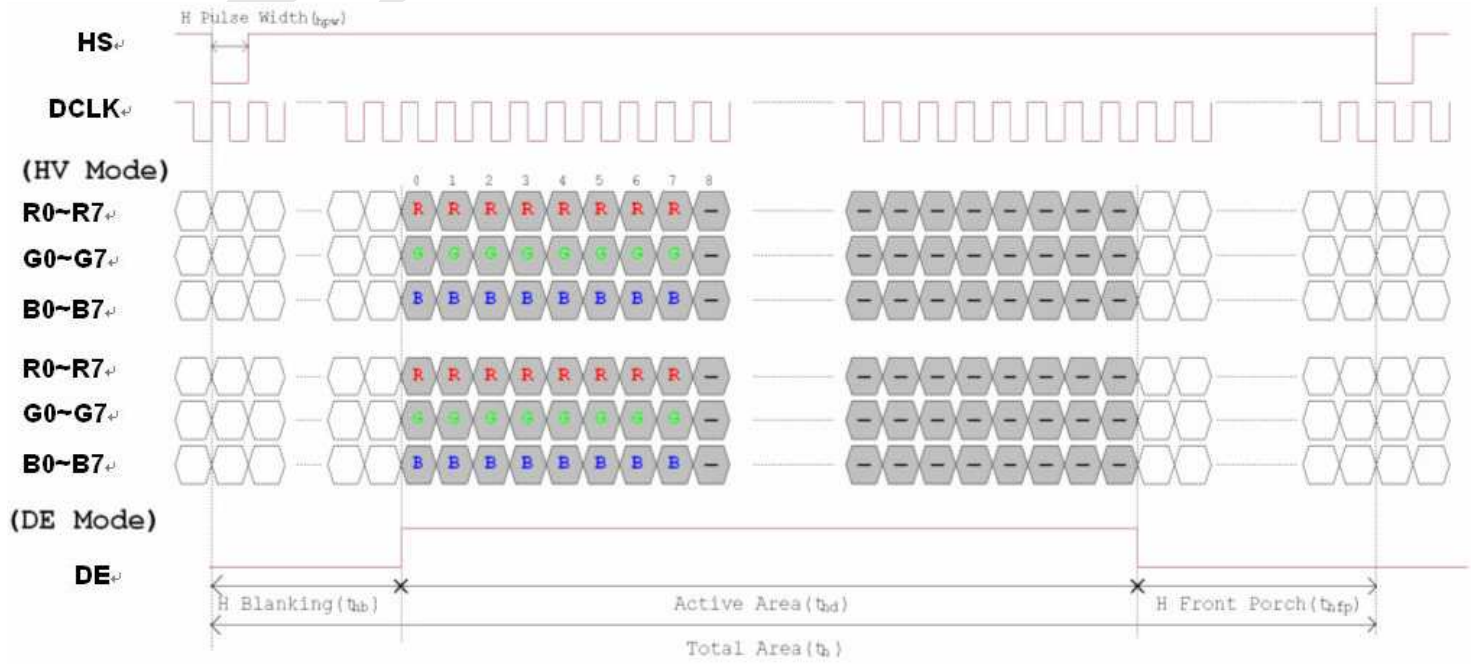 H Pulse Width(hpw)
HS
DCLK
(HV Mode)
0 1 2 3 4 5 6 7 8
R0~R7 R R R R R R R R – – – – – – – – –
G0~G7 G G G G G G G G – – – – – – – – –
B0~B7 B B B B B B B B – – – – – – – – –
R0~R7 R R R R R R R R – – – – – – – – –
G0~G7 G G G G G G G G – – – – – – – – –
B0~B7 B B B B B B B B – – – – – – – – –
(DE Mode)
DE
H Blanking(thb) Active Area(thd) H Front Porch(thfp)
Total Area(th)